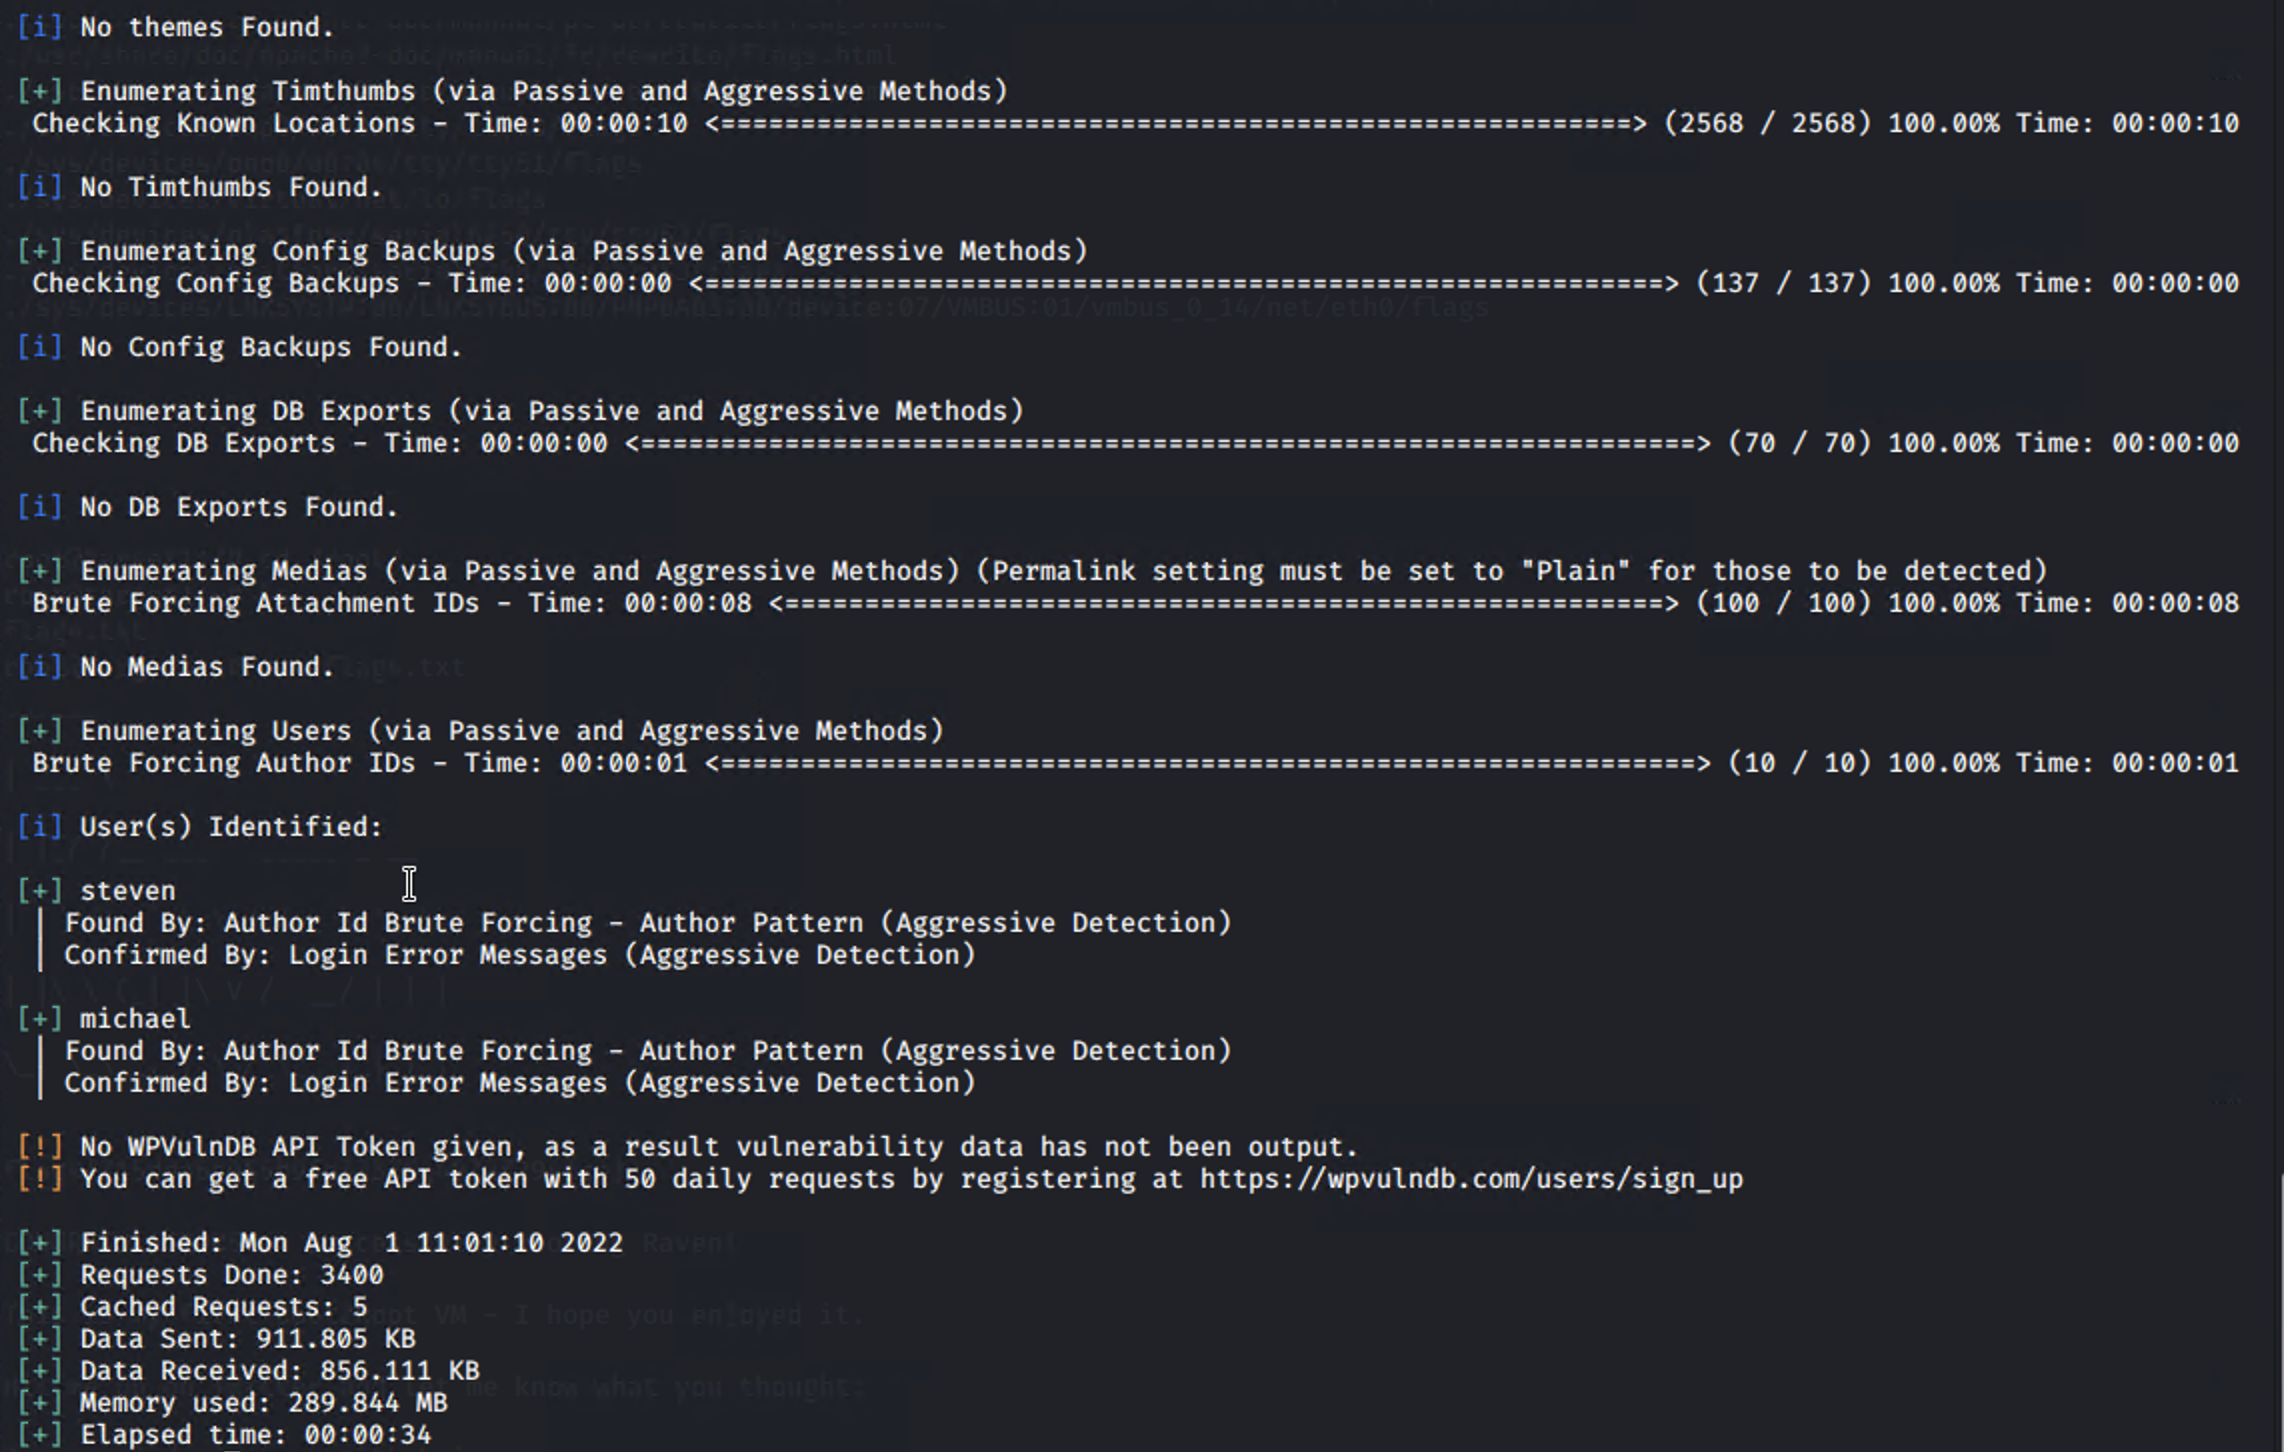 [i] No themes Found.
[+] Enumerating Timthumbs (via Passive and Aggressive Methods)
Checking Known Locations - Time: 00:00:10 <=========================================================> (2568 / 2568) 100.00% Time: 00:00:10
[i] No Timthumbs Found.
[+] Enumerating Config Backups (via Passive and Aggressive Methods)
Checking Config Backups - Time: 00:00:00 <============================================================> (137 / 137) 100.00% Time: 00:00:00
[i] No Config Backups Found.
[+] Enumerating DB Exports (via Passive and Aggressive Methods)
Checking DB Exports - Time: 00:00:00 <==================================================================> (70 / 70) 100.00% Time: 00:00:00
[i] No DB Exports Found.
[+] Enumerating Medias (via Passive and Aggressive Methods) (Permalink setting must be set to "Plain" for those to be detected)
Brute Forcing Attachment IDs - Time: 00:00:08 <=======================================================> (100 / 100) 100.00% Time: 00:00:08
[i] No Medias Found.
[+] Enumerating Users (via Passive and Aggressive Methods)
Brute Forcing Author IDs - Time: 00:00:01 <=============================================================> (10 / 10) 100.00% Time: 00:00:01
[i] User(s) Identified:
[+] steven
| Found By: Author Id Brute Forcing - Author Pattern (Aggressive Detection)
| Confirmed By: Login Error Messages (Aggressive Detection)
[+] michael
| Found By: Author Id Brute Forcing - Author Pattern (Aggressive Detection)
| Confirmed By: Login Error Messages (Aggressive Detection)
[!] No WPVulnDB API Token given, as a result vulnerability data has not been output.
[!] You can get a free API token with 50 daily requests by registering at https://wpvulndb.com/users/sign_up
[+] Finished: Mon Aug  1 11:01:10 2022
[+] Requests Done: 3400
[+] Cached Requests: 5
[+] Data Sent: 911.805 KB
[+] Data Received: 856.111 KB
[+] Memory used: 289.844 MB
[+] Elapsed time: 00:00:34